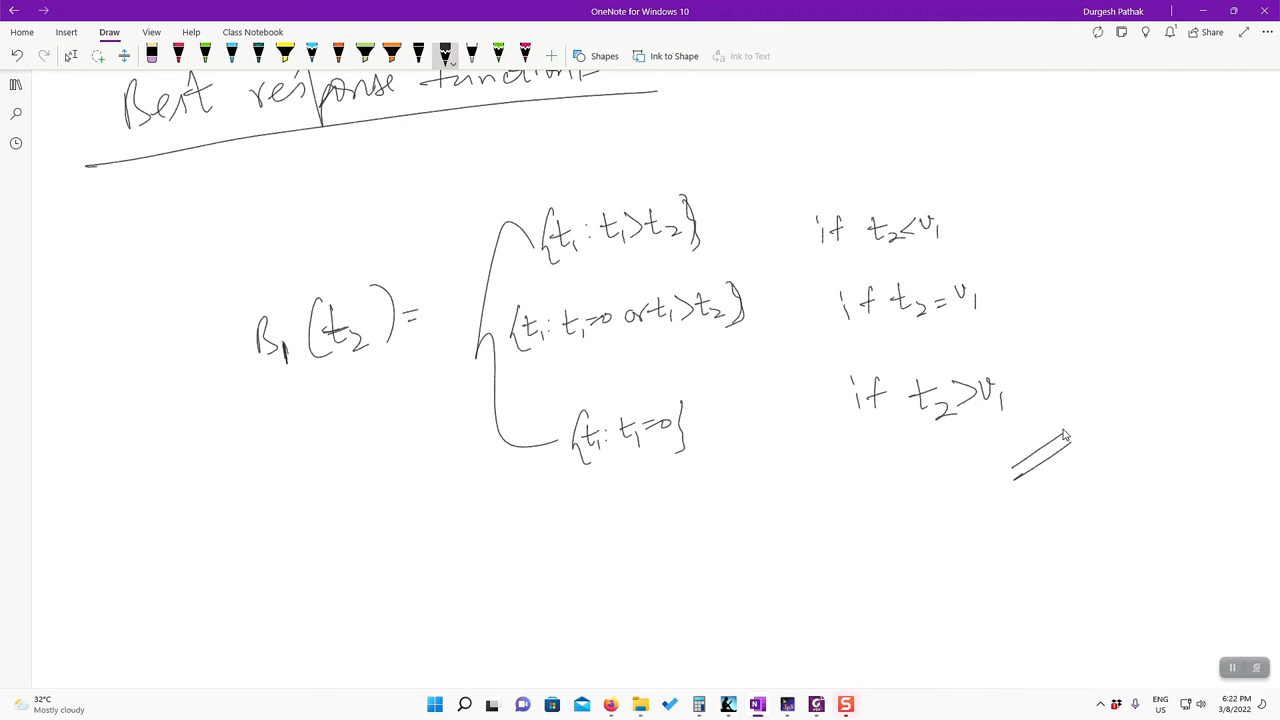 OneNote for Windows 10
Durgesh Pathak
Home Insert Draw View Help Class Notebook
Share
Shapes Ink to Shape Ink to Text
Best response functions
{t₁ : t₁>t₂} if t₂<v₁
B₁(t₂)= {t₁: t₁=0 or t₁>t₂} if t₂=v₁
{t₁: t₁=0} if t₂>v₁
32°C
Mostly cloudy
ENG
US
6:22 PM
3/8/2022